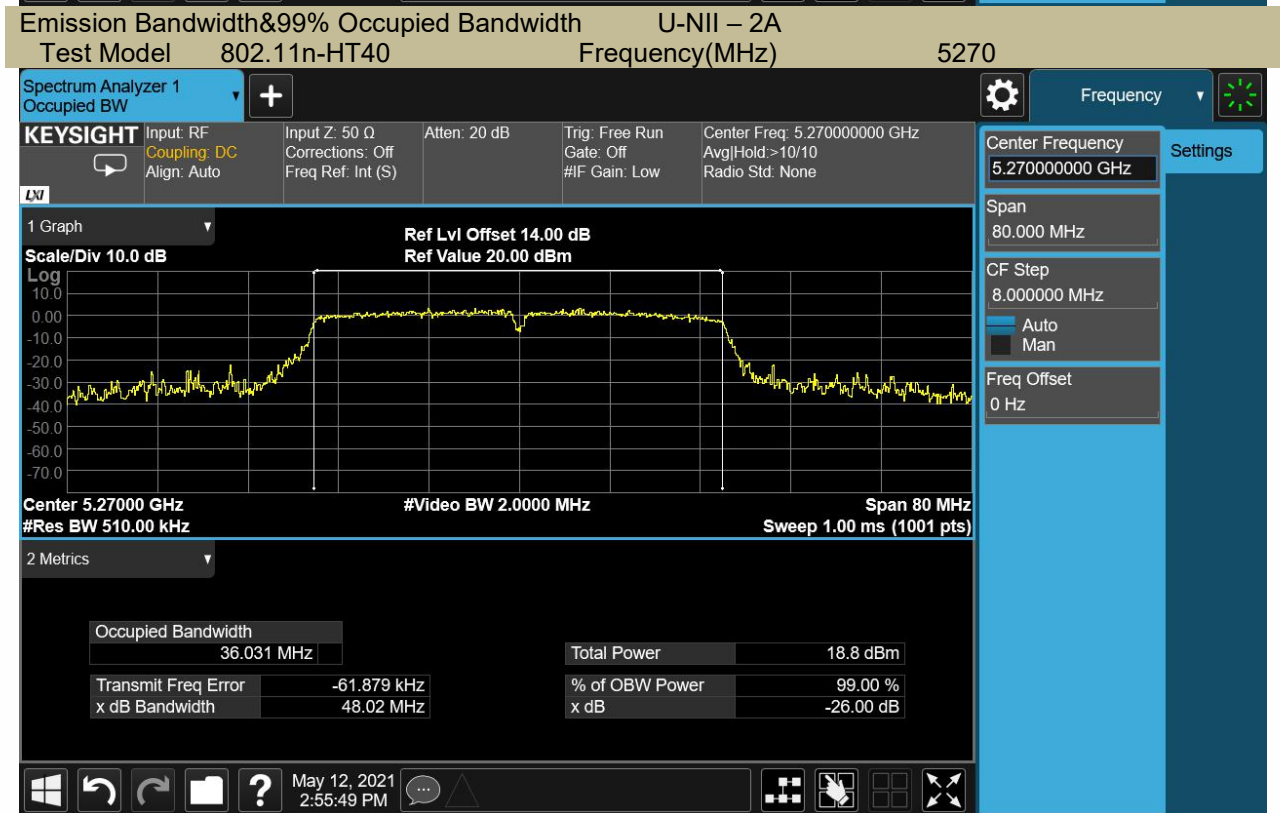 Emission Bandwidth&99% Occupied Bandwidth U-NII – 2A
Test Model 802.11n-HT40 Frequency(MHz) 5270
Spectrum Analyzer 1
Occupied BW
+
Frequency
KEYSIGHT
LXI
Input: RF
Coupling: DC
Align: Auto
Input Z: 50 Ω
Corrections: Off
Freq Ref: Int (S)
Atten: 20 dB
Trig: Free Run
Gate: Off
#IF Gain: Low
Center Freq: 5.270000000 GHz
Avg|Hold:>10/10
Radio Std: None
Center Frequency
5.270000000 GHz
Settings
Span
80.000 MHz
CF Step
8.000000 MHz
Auto
Man
Freq Offset
0 Hz
1 Graph
Ref Lvl Offset 14.00 dB
Scale/Div 10.0 dB
Ref Value 20.00 dBm
Log
10.0
0.00
-10.0
-20.0
-30.0
-40.0
-50.0
-60.0
-70.0
Center 5.27000 GHz
#Video BW 2.0000 MHz
Span 80 MHz
#Res BW 510.00 kHz
Sweep 1.00 ms (1001 pts)
2 Metrics
Occupied Bandwidth
36.031 MHz
Total Power 18.8 dBm
Transmit Freq Error -61.879 kHz
% of OBW Power 99.00 %
x dB Bandwidth 48.02 MHz
x dB -26.00 dB
?
May 12, 2021
2:55:49 PM